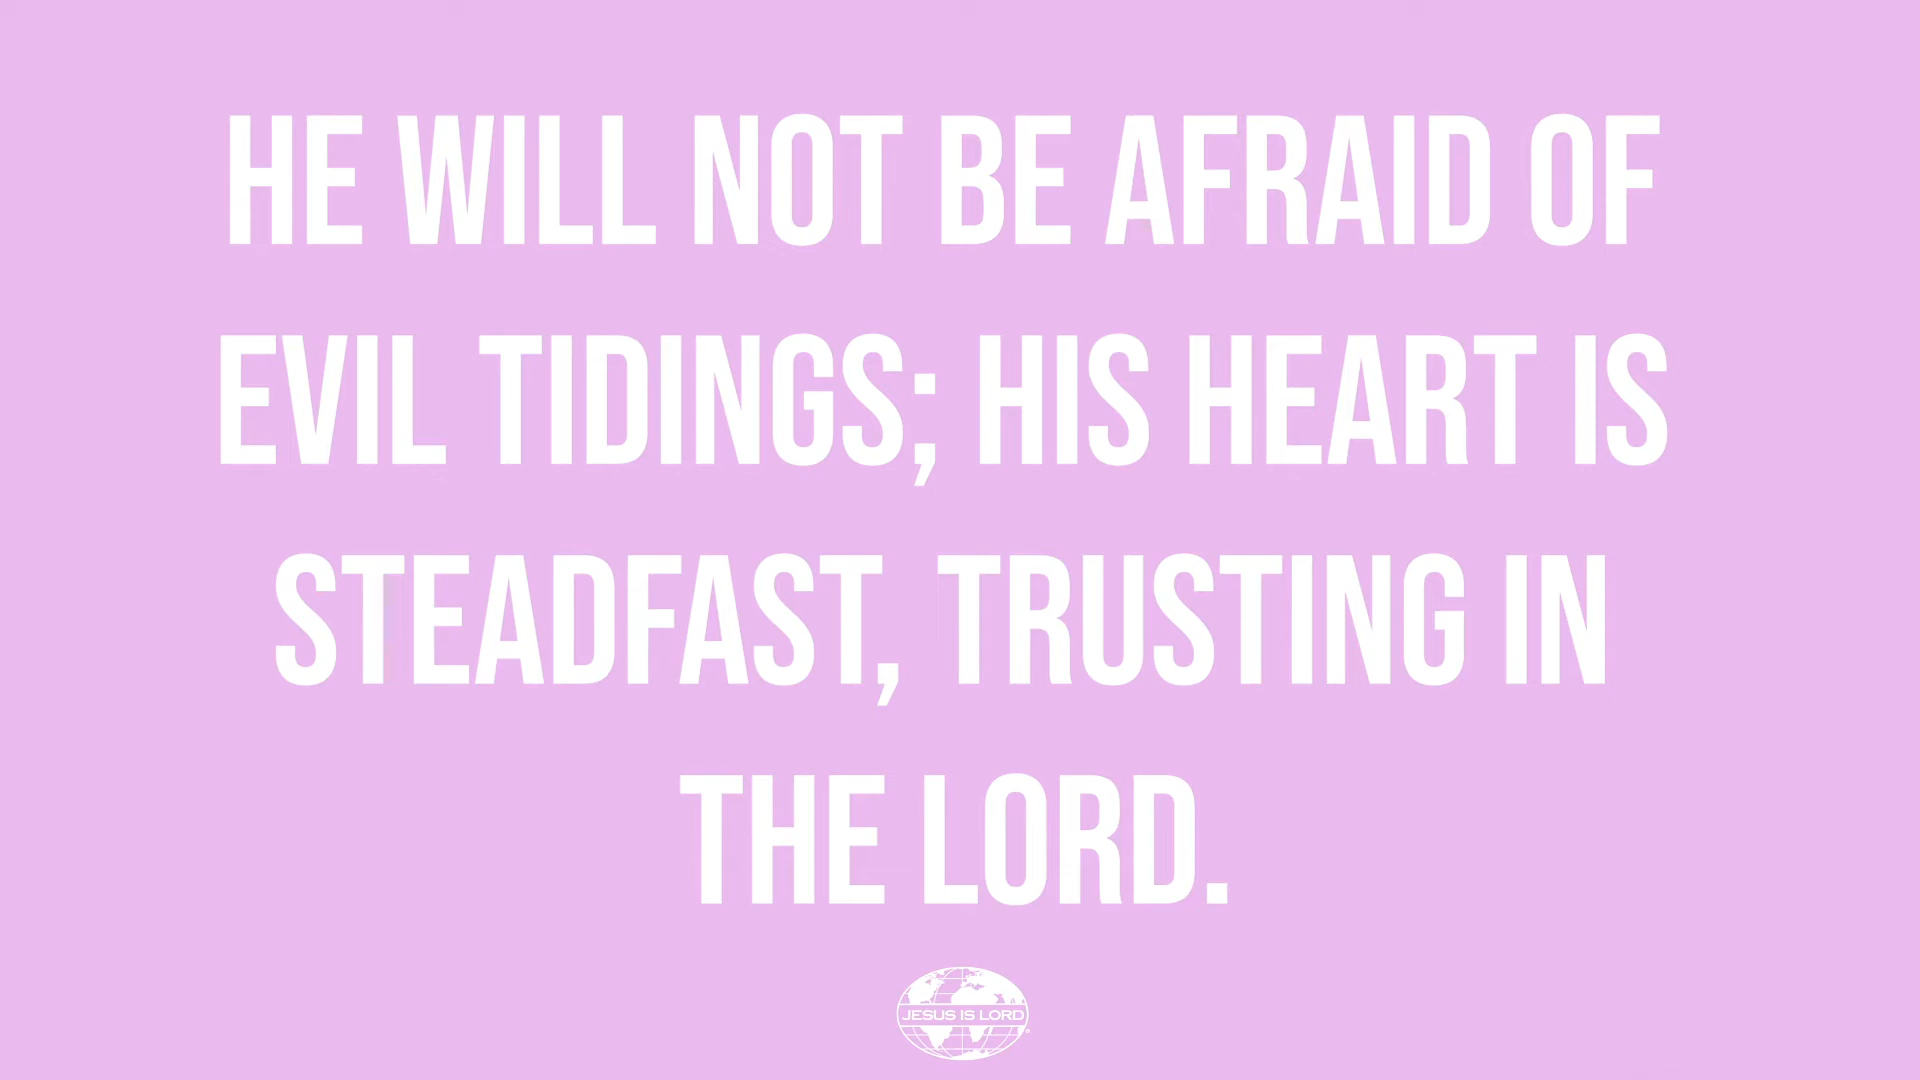 HE WILL NOT BE AFRAID OF
EVIL TIDINGS; HIS HEART IS
STEADFAST, TRUSTING IN
THE LORD.
JESUS IS LORD